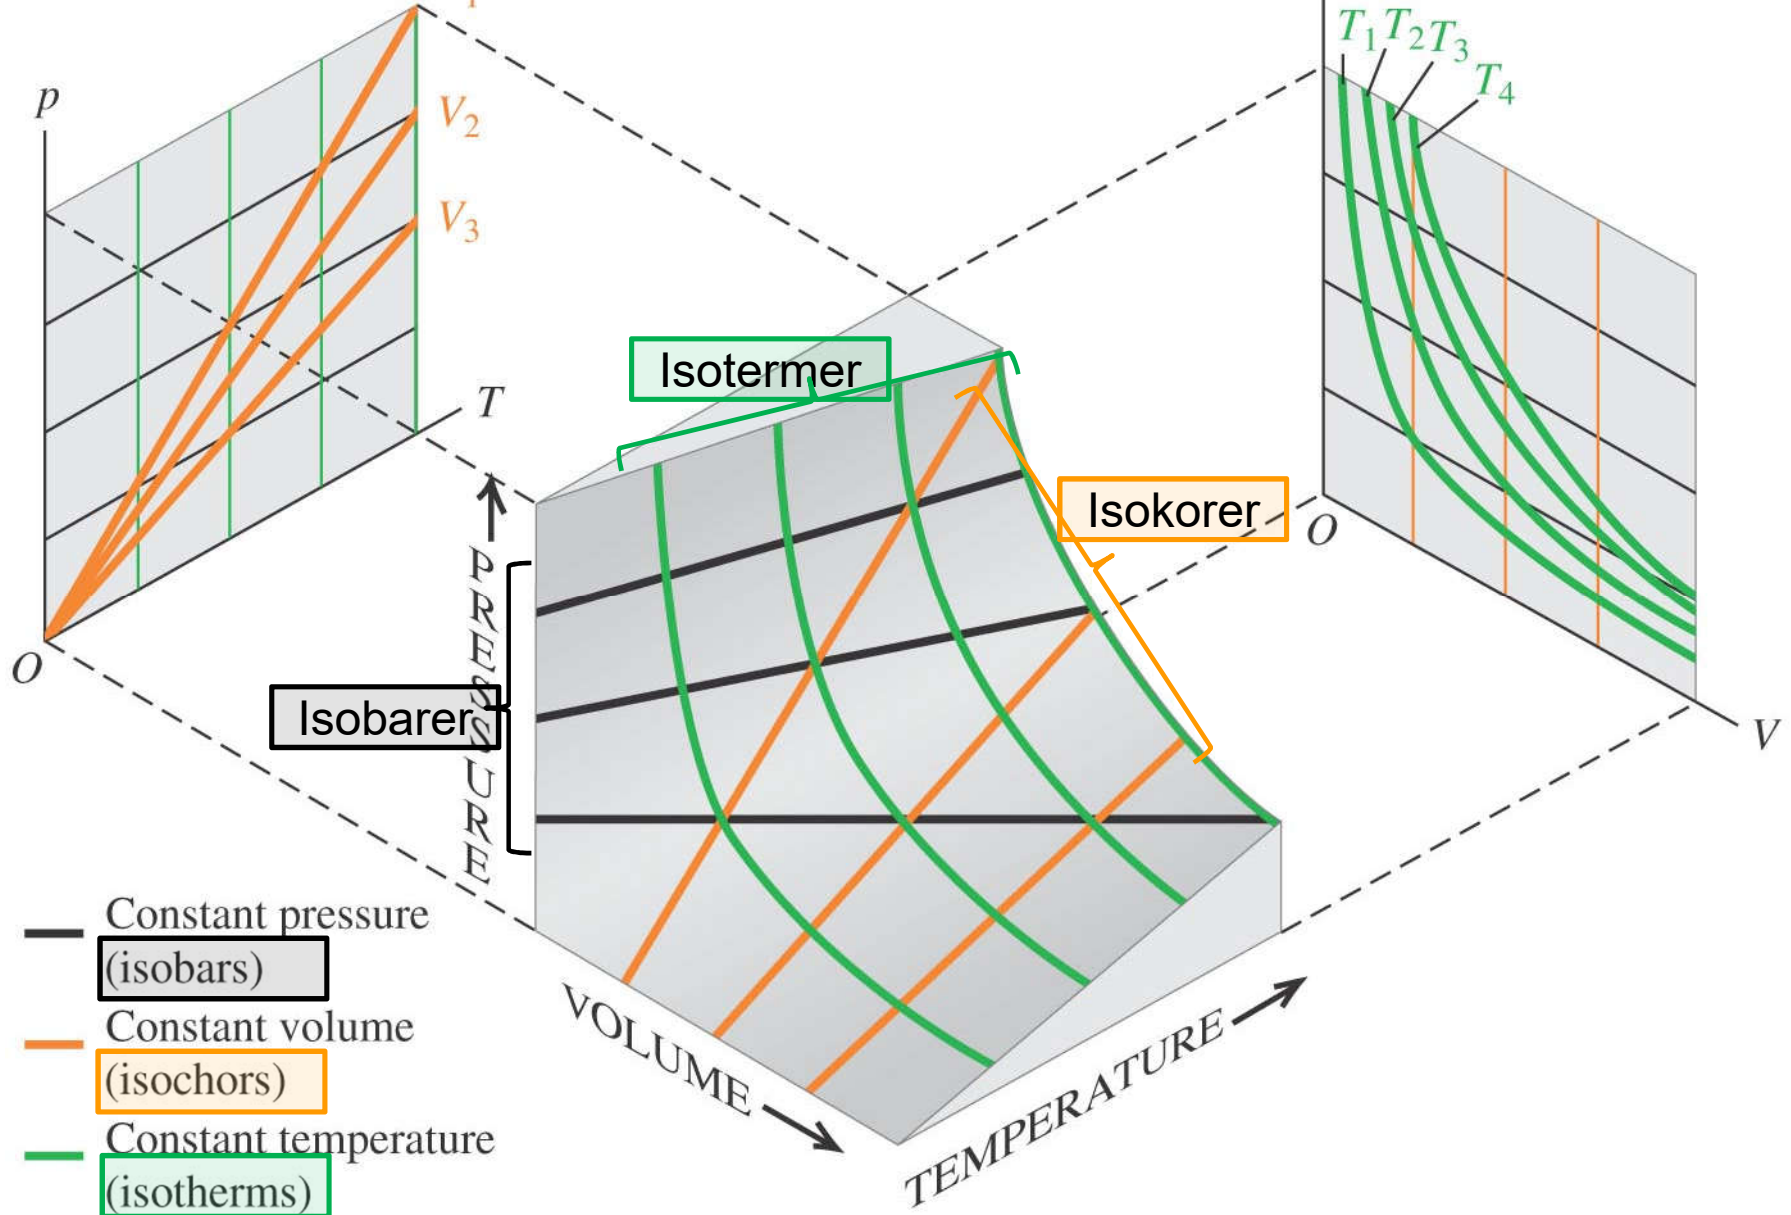 p
V2
V3
T
O
T1 T2 T3
T4
O
V
Isotermer
Isokorer
Isobarer
PRESSURE
VOLUME
TEMPERATURE
Constant pressure
(isobars)
Constant volume
(isochors)
Constant temperature
(isotherms)